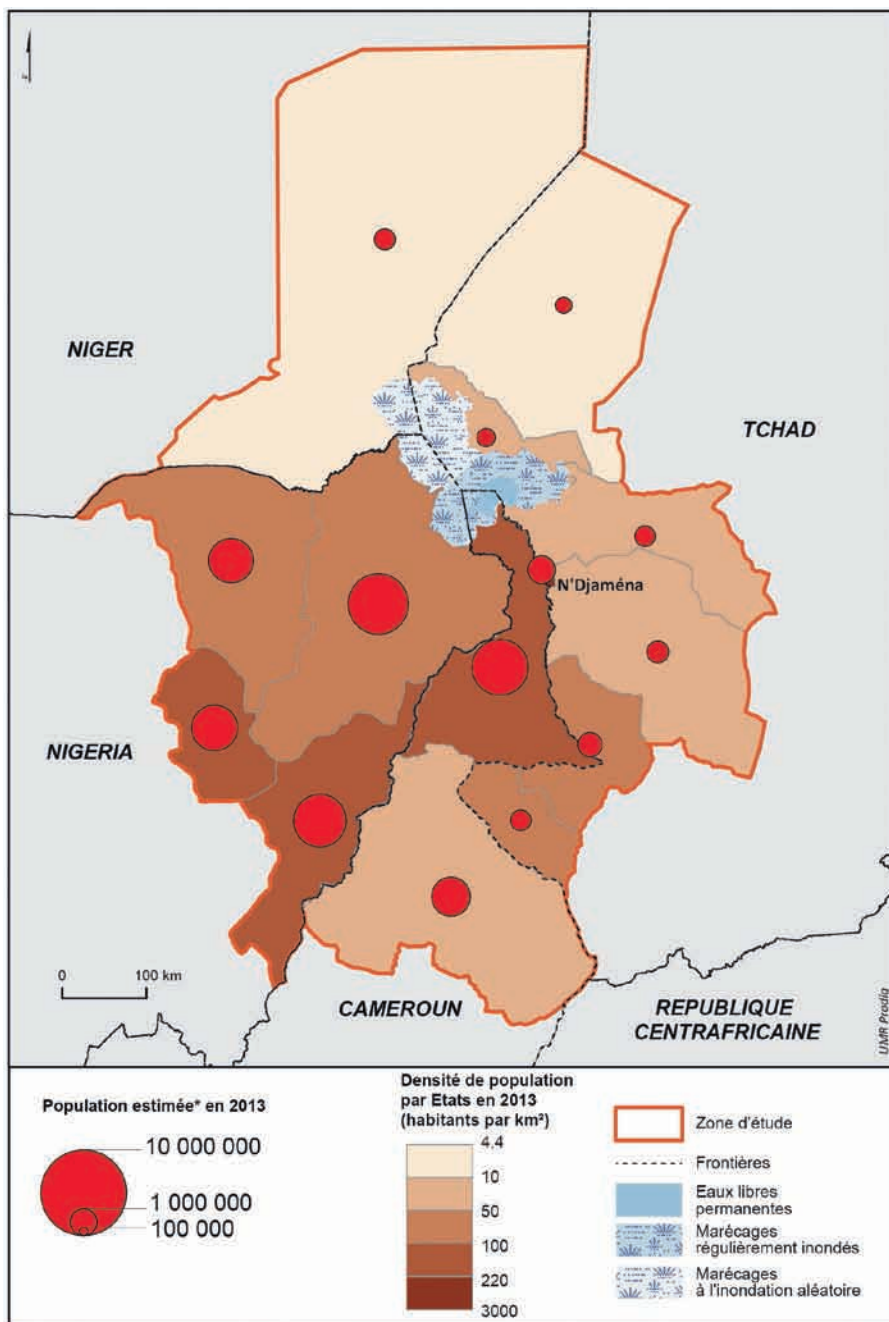 NIGER
TCHAD
N'Djaména
NIGERIA
0 100 km
CAMEROUN
REPUBLIQUE
CENTRAFRICAINE
UMR Prodig
Population estimée* en 2013
10 000 000
1 000 000
100 000
Densité de population
par Etats en 2013
(habitants par km²)
4.4
10
50
100
220
3000
Zone d'étude
Frontières
Eaux libres
permanentes
Marécages
régulièrement inondés
Marécages
à l'inondation aléatoire